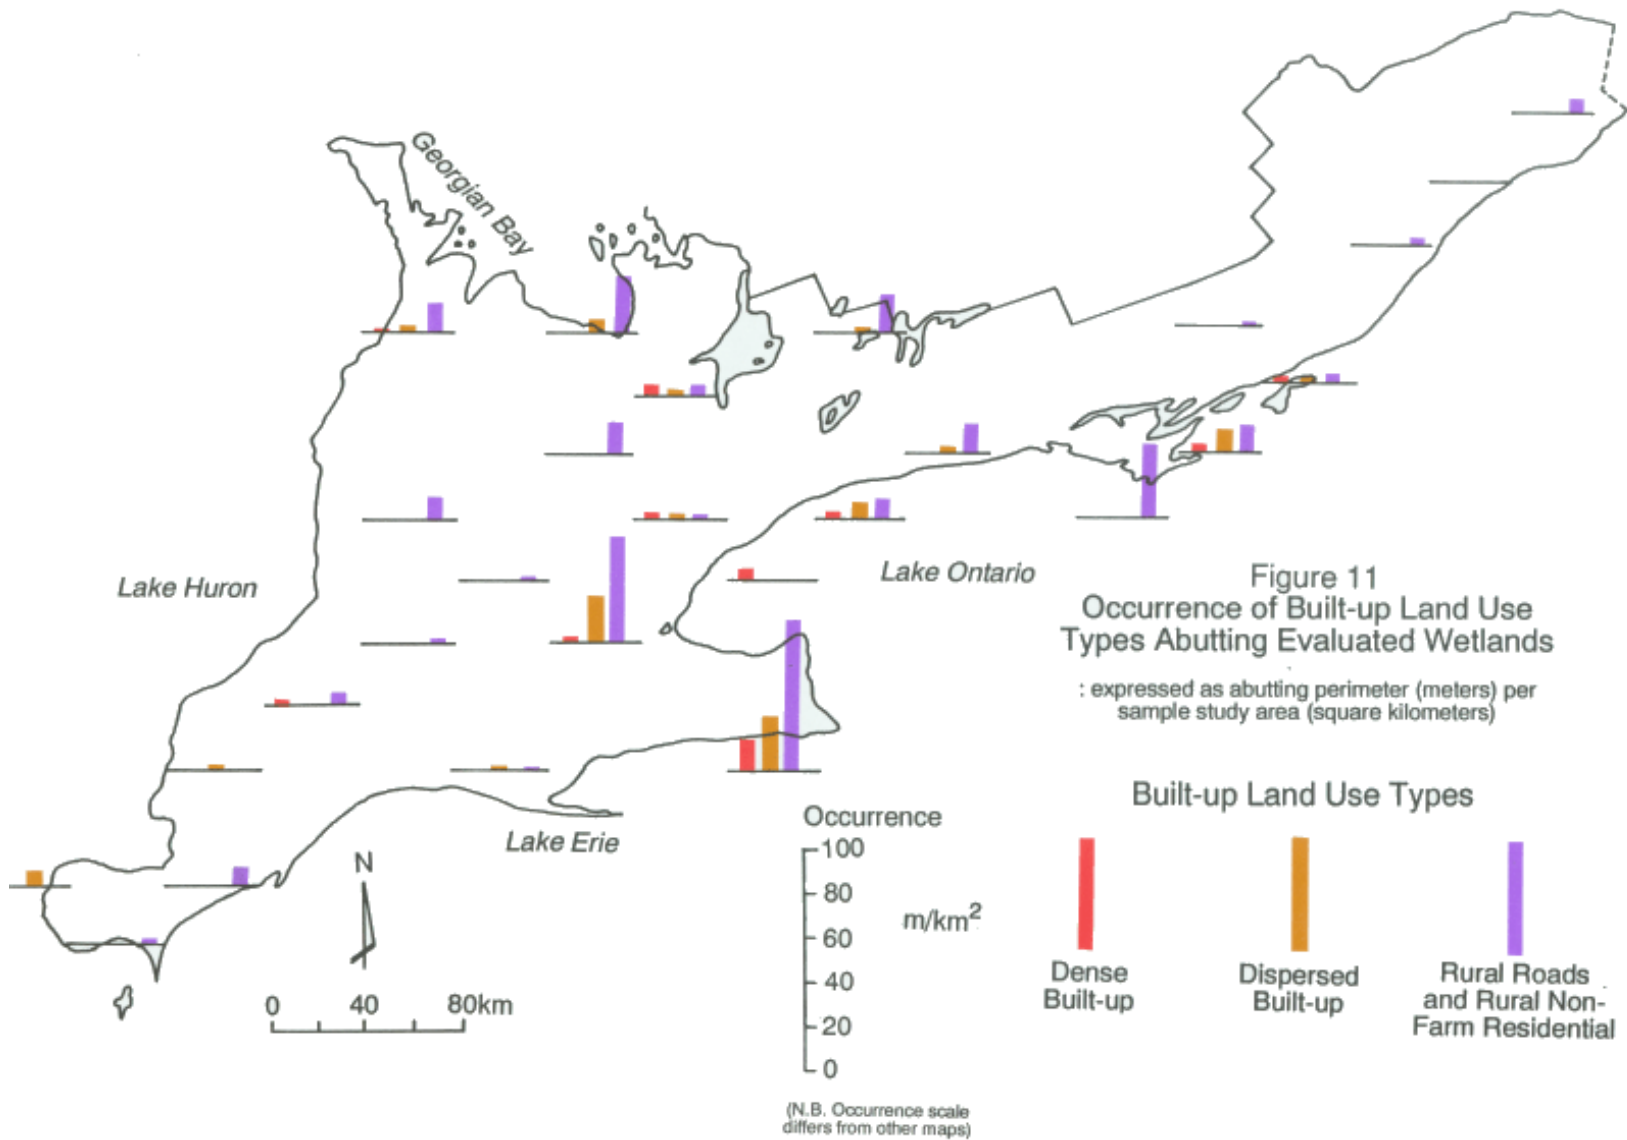 Georgian Bay
Lake Huron
Lake Ontario
Figure 11
Occurrence of Built-up Land Use
Types Abutting Evaluated Wetlands
: expressed as abutting perimeter (meters) per
sample study area (square kilometers)
Lake Erie
N
0 40 80km
Occurrence
100
80
60
40
20
0
m/km²
(N.B. Occurrence scale
differs from other maps)
Built-up Land Use Types
Dense
Built-up
Dispersed
Built-up
Rural Roads
and Rural Non-
Farm Residential